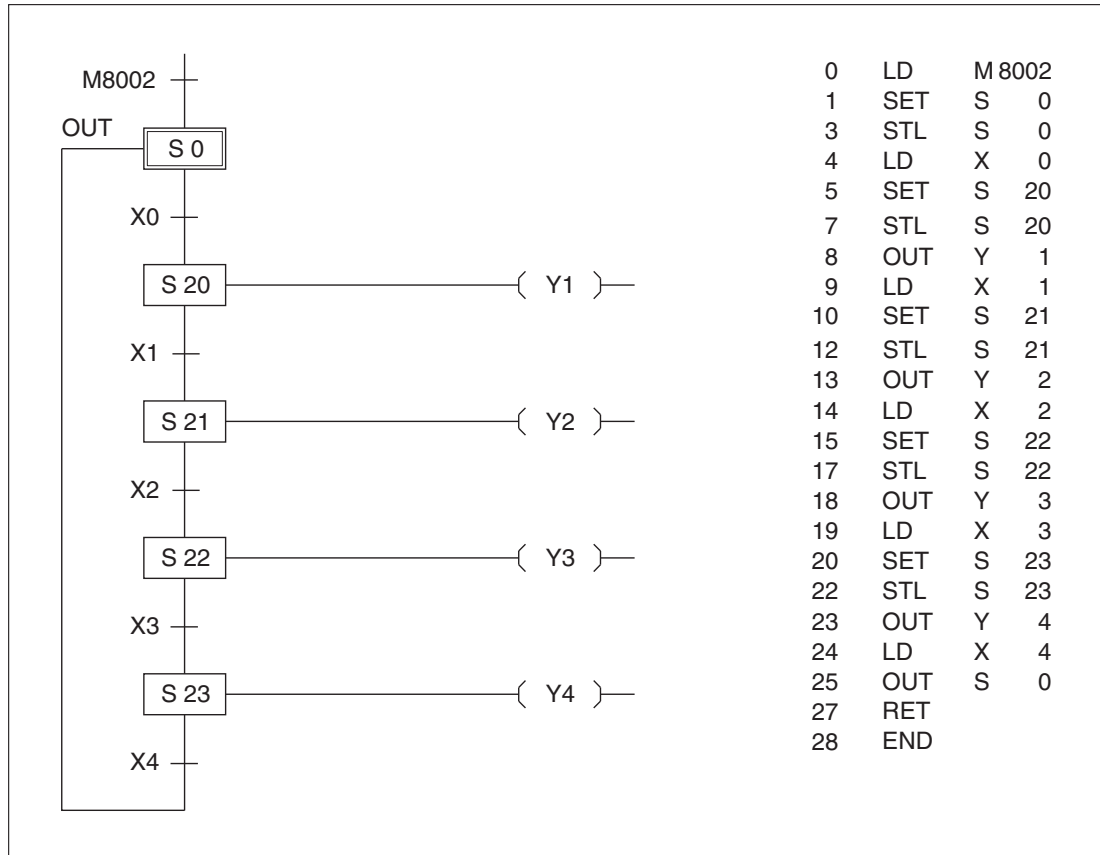 M8002
OUT
S 0
X0
S 20
Y1
X1
S 21
Y2
X2
S 22
Y3
X3
S 23
Y4
X4
0 LD M 8002
1 SET S 0
3 STL S 0
4 LD X 0
5 SET S 20
7 STL S 20
8 OUT Y 1
9 LD X 1
10 SET S 21
12 STL S 21
13 OUT Y 2
14 LD X 2
15 SET S 22
17 STL S 22
18 OUT Y 3
19 LD X 3
20 SET S 23
22 STL S 23
23 OUT Y 4
24 LD X 4
25 OUT S 0
27 RET
28 END